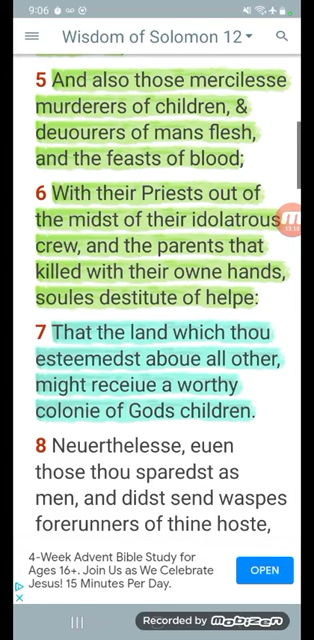 9:06
Wisdom of Solomon 12
5 And also those mercilesse
murderers of children, &
deuourers of mans flesh,
and the feasts of blood;
6 With their Priests out of
the midst of their idolatrous
crew, and the parents that
killed with their owne hands,
soules destitute of helpe:
7 That the land which thou
esteemedst aboue all other,
might receiue a worthy
colonie of Gods children.
8 Neuerthelesse, euen
those thou sparedst as
men, and didst send waspes
forerunners of thine hoste,
4-Week Advent Bible Study for
Ages 16+. Join Us as We Celebrate
Jesus! 15 Minutes Per Day.
OPEN
Recorded by Mobizen